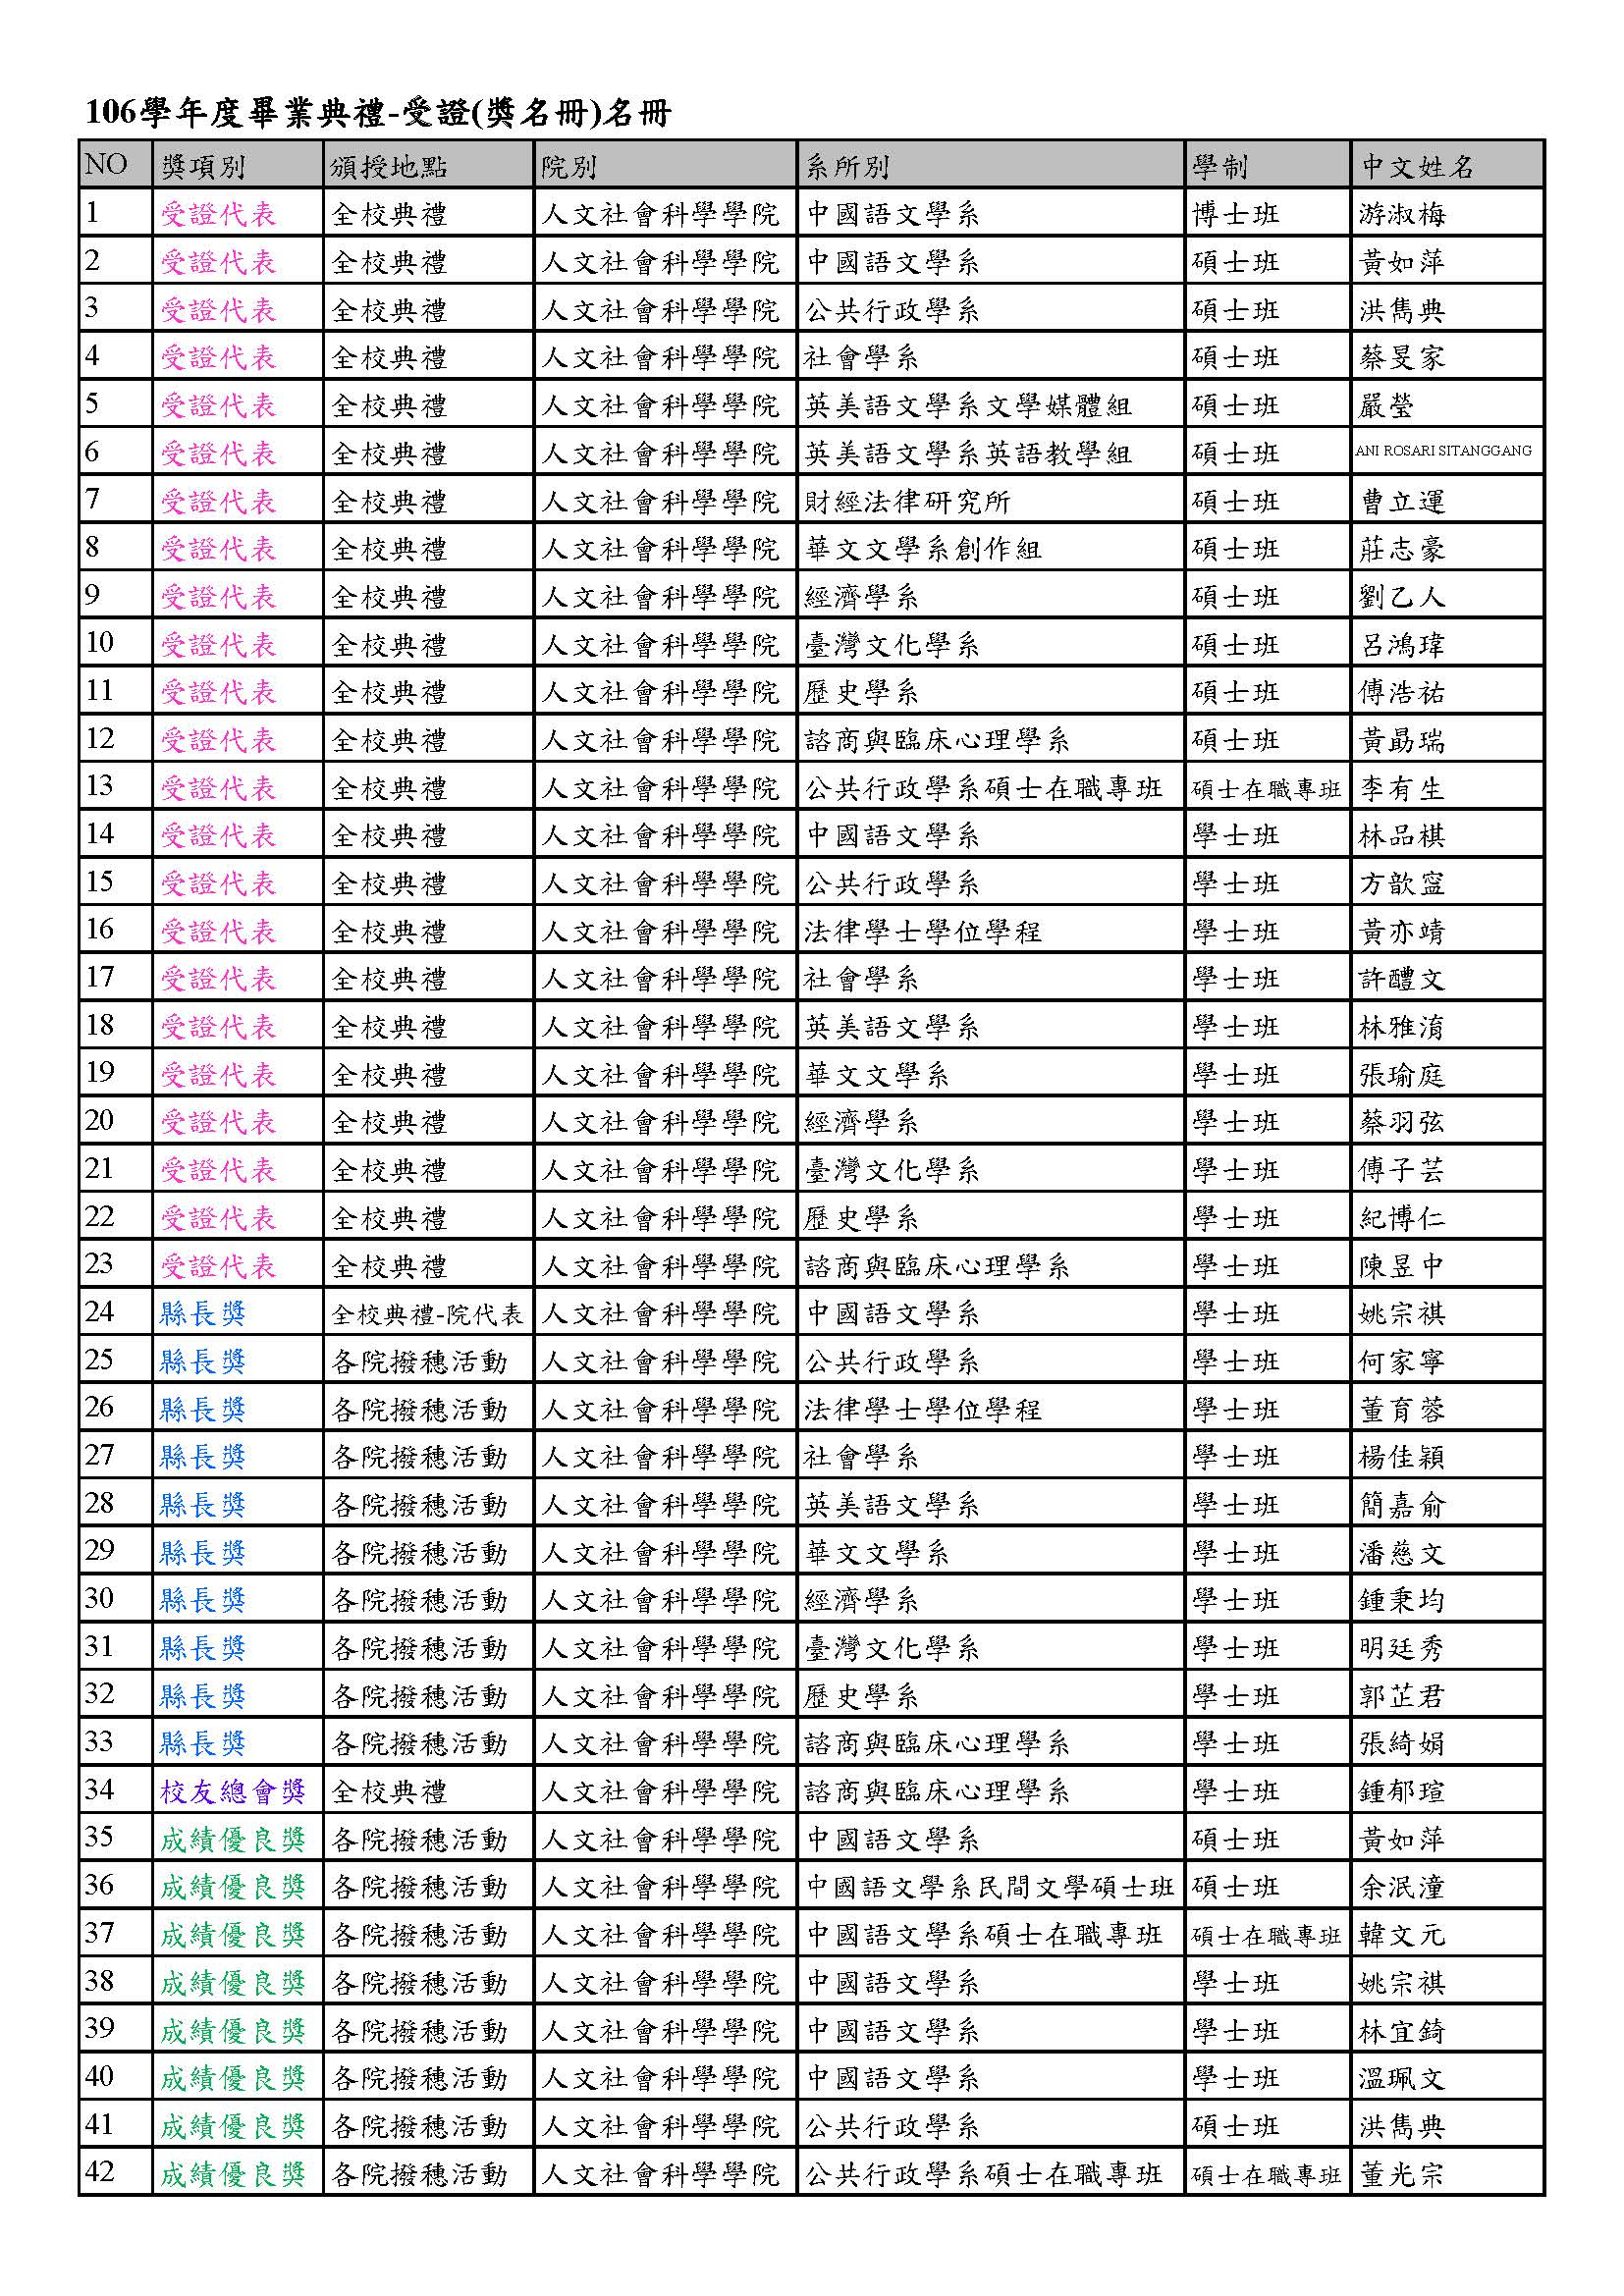 106學年度畢業典禮-受證(獎名冊)名冊
NO 獎項別 頒授地點 院別 系所別 學制 中文姓名
1 受證代表 全校典禮 人文社會科學學院 中國語文學系 博士班 游淑梅
2 受證代表 全校典禮 人文社會科學學院 中國語文學系 碩士班 黃如萍
3 受證代表 全校典禮 人文社會科學學院 公共行政學系 碩士班 洪雋典
4 受證代表 全校典禮 人文社會科學學院 社會學系 碩士班 蔡旻家
5 受證代表 全校典禮 人文社會科學學院 英美語文學系文學媒體組 碩士班 嚴瑩
6 受證代表 全校典禮 人文社會科學學院 英美語文學系英語教學組 碩士班 ANI ROSARI SITANGGANG
7 受證代表 全校典禮 人文社會科學學院 財經法律研究所 碩士班 曹立運
8 受證代表 全校典禮 人文社會科學學院 華文文學系創作組 碩士班 莊志豪
9 受證代表 全校典禮 人文社會科學學院 經濟學系 碩士班 劉乙人
10 受證代表 全校典禮 人文社會科學學院 臺灣文化學系 碩士班 呂鴻瑋
11 受證代表 全校典禮 人文社會科學學院 歷史學系 碩士班 傅浩祐
12 受證代表 全校典禮 人文社會科學學院 諮商與臨床心理學系 碩士班 黃勗瑞
13 受證代表 全校典禮 人文社會科學學院 公共行政學系碩士在職專班 碩士在職專班 李有生
14 受證代表 全校典禮 人文社會科學學院 中國語文學系 學士班 林品棋
15 受證代表 全校典禮 人文社會科學學院 公共行政學系 學士班 方歆寍
16 受證代表 全校典禮 人文社會科學學院 法律學士學位學程 學士班 黃亦靖
17 受證代表 全校典禮 人文社會科學學院 社會學系 學士班 許醴文
18 受證代表 全校典禮 人文社會科學學院 英美語文學系 學士班 林雅淯
19 受證代表 全校典禮 人文社會科學學院 華文文學系 學士班 張瑜庭
20 受證代表 全校典禮 人文社會科學學院 經濟學系 學士班 蔡羽弦
21 受證代表 全校典禮 人文社會科學學院 臺灣文化學系 學士班 傅子芸
22 受證代表 全校典禮 人文社會科學學院 歷史學系 學士班 紀博仁
23 受證代表 全校典禮 人文社會科學學院 諮商與臨床心理學系 學士班 陳昱中
24 縣長獎 全校典禮-院代表 人文社會科學學院 中國語文學系 學士班 姚宗祺
25 縣長獎 各院撥穗活動 人文社會科學學院 公共行政學系 學士班 何家寧
26 縣長獎 各院撥穗活動 人文社會科學學院 法律學士學位學程 學士班 董育蓉
27 縣長獎 各院撥穗活動 人文社會科學學院 社會學系 學士班 楊佳穎
28 縣長獎 各院撥穗活動 人文社會科學學院 英美語文學系 學士班 簡嘉俞
29 縣長獎 各院撥穗活動 人文社會科學學院 華文文學系 學士班 潘慈文
30 縣長獎 各院撥穗活動 人文社會科學學院 經濟學系 學士班 鍾秉均
31 縣長獎 各院撥穗活動 人文社會科學學院 臺灣文化學系 學士班 明廷秀
32 縣長獎 各院撥穗活動 人文社會科學學院 歷史學系 學士班 郭芷君
33 縣長獎 各院撥穗活動 人文社會科學學院 諮商與臨床心理學系 學士班 張綺娟
34 校友總會獎 全校典禮 人文社會科學學院 諮商與臨床心理學系 學士班 鍾郁瑄
35 成績優良獎 各院撥穗活動 人文社會科學學院 中國語文學系 碩士班 黃如萍
36 成績優良獎 各院撥穗活動 人文社會科學學院 中國語文學系民間文學碩士班 碩士班 余泯潼
37 成績優良獎 各院撥穗活動 人文社會科學學院 中國語文學系碩士在職專班 碩士在職專班 韓文元
38 成績優良獎 各院撥穗活動 人文社會科學學院 中國語文學系 學士班 姚宗祺
39 成績優良獎 各院撥穗活動 人文社會科學學院 中國語文學系 學士班 林宜錡
40 成績優良獎 各院撥穗活動 人文社會科學學院 中國語文學系 學士班 溫珮文
41 成績優良獎 各院撥穗活動 人文社會科學學院 公共行政學系 碩士班 洪雋典
42 成績優良獎 各院撥穗活動 人文社會科學學院 公共行政學系碩士在職專班 碩士在職專班 董光宗